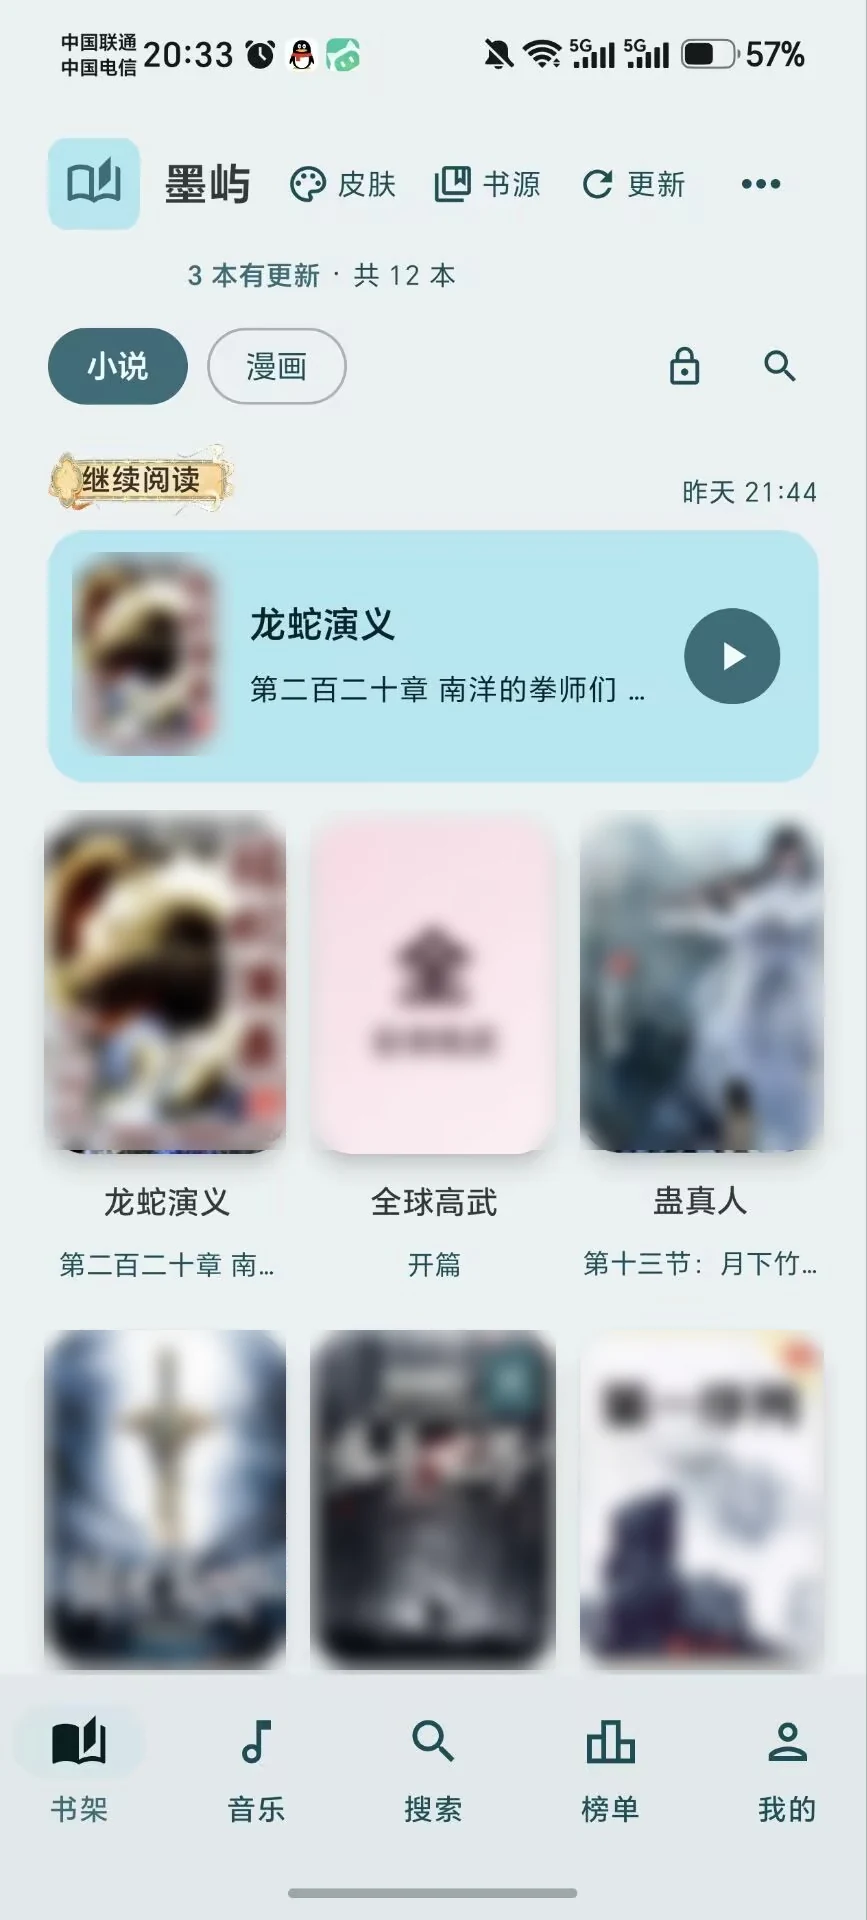 中国联通
中国电信
20:33
5G
5G
57%
墨屿
皮肤
书源
更新
3 本有更新 · 共 12 本
小说
漫画
继续阅读
昨天 21:44
龙蛇演义
第二百二十章 南洋的拳师们 ...
全
龙蛇演义
全球高武
蛊真人
第二百二十章 南...
开篇
第十三节：月下竹...
书架
音乐
搜索
榜单
我的